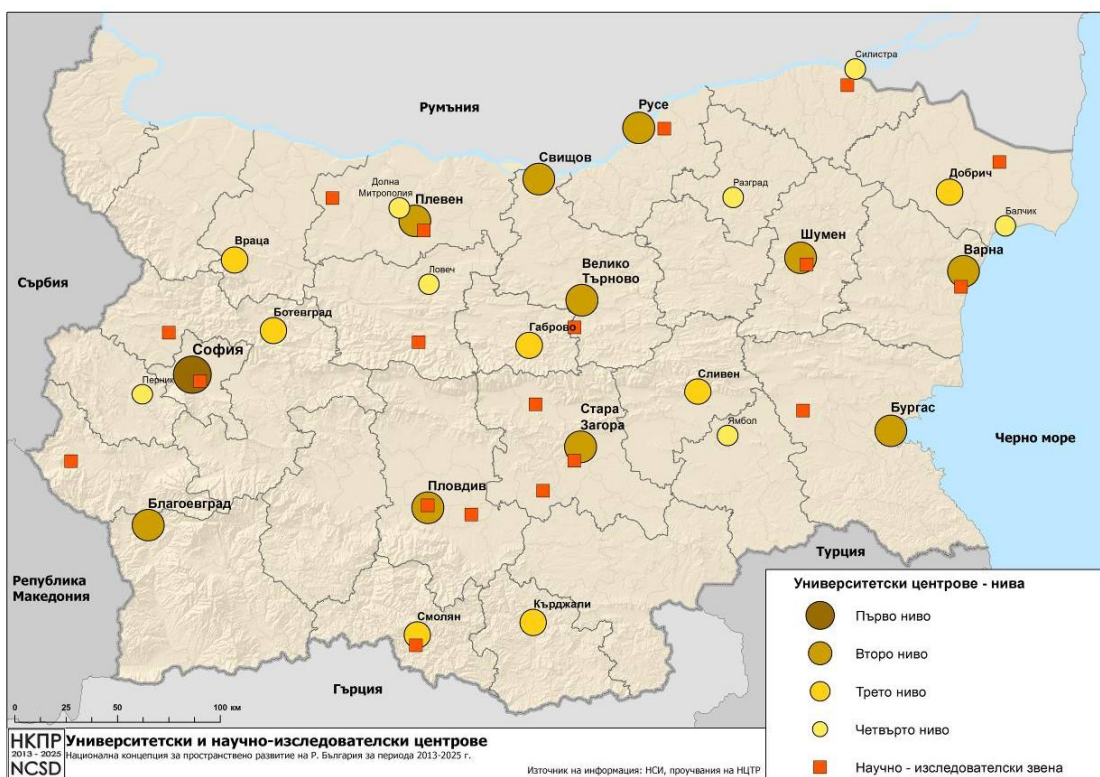 Силистра
Румъния
Русе
Свищов
Долна
Митрополия
Плевен
Разград
Добрич
Балчик
Шумен
Варна
Враца
Ловеч
Велико
Търново
Сърбия
Ботевград
Габрово
София
Перник
Сливен
Стара
Загора
Ямбол
Бургас
Черно море
Пловдив
Благоевград
Турция
Република
Македония
Смолян
Кърджали
Гърция
Университетски центрове - нива
Първо ниво
Второ ниво
Трето ниво
Четвърто ниво
Научно - изследователски звена
0 25 50 100 км
НКПР
2013 - 2025
NCSD
Университетски и научно-изследователски центрове
Национална концепция за пространствено развитие на Р. България за периода 2013-2025 г.
Източник на информация: НСИ, проучвания на НЦТР